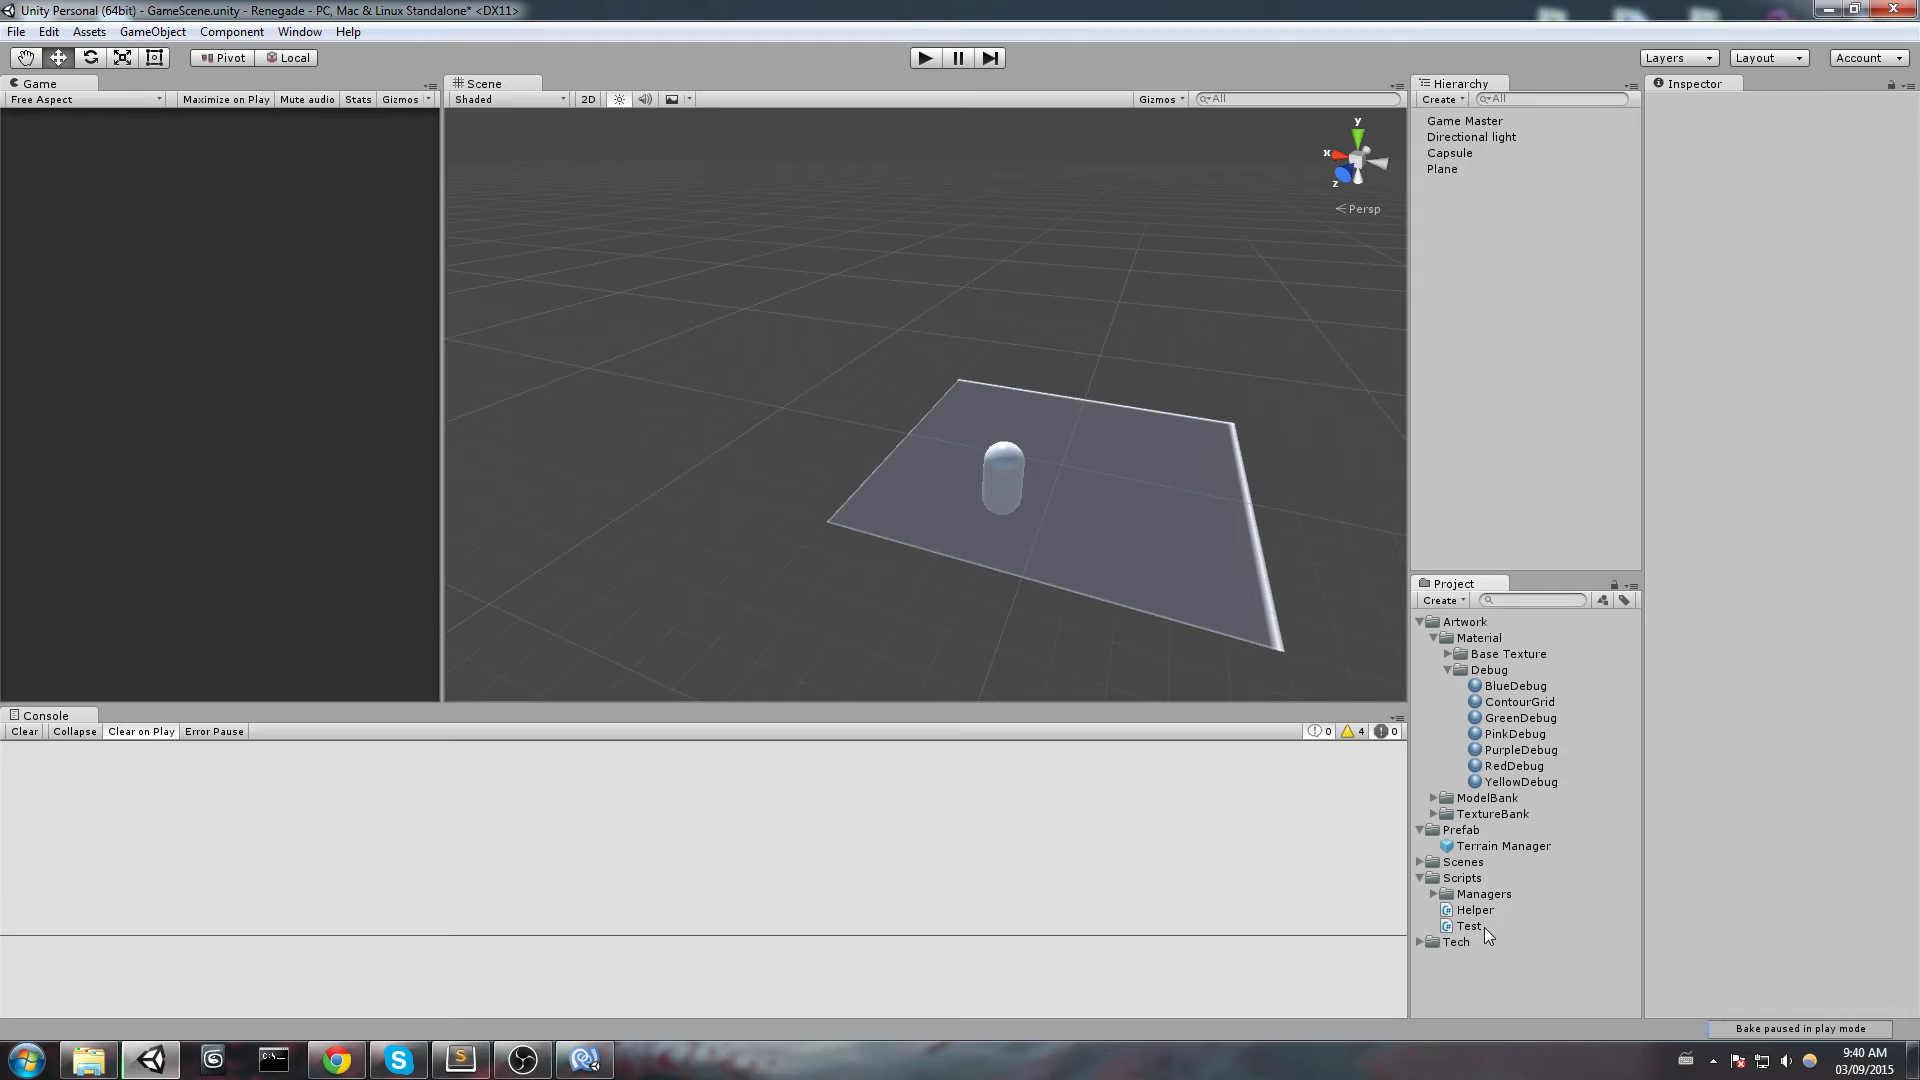 Unity Personal (64bit) - GameScene.unity - Renegade - PC, Mac & Linux Standalone* <DX11>
File Edit Assets GameObject Component Window Help
Pivot Local Layers Layout Account
Game Scene Hierarchy Inspector
Free Aspect Maximize on Play Mute audio Stats Gizmos Shaded 2D Gizmos All Create All
Game Master
Directional light
Capsule
Plane
y
x
z
Persp
Project
Create
Artwork
Material
Base Texture
Debug
BlueDebug
ContourGrid
GreenDebug
PinkDebug
PurpleDebug
RedDebug
YellowDebug
ModelBank
TextureBank
Prefab
Terrain Manager
Scenes
Scripts
Managers
Helper
Test
Tech
Console
Clear Collapse Clear on Play Error Pause 0 4 0
Bake paused in play mode
9:40 AM
03/09/2015